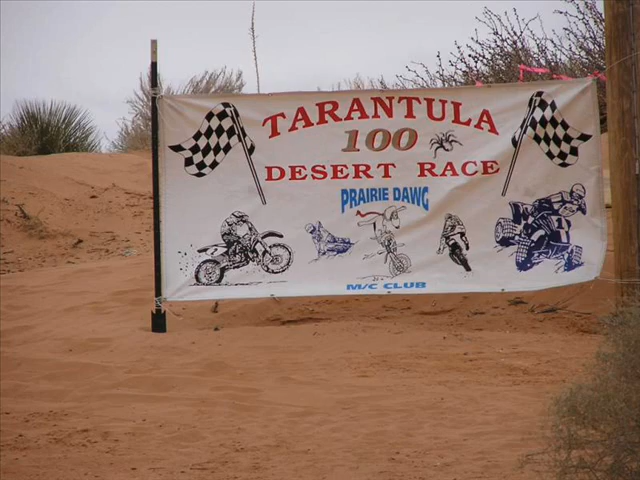 TARANTULA
100
DESERT RACE
PRAIRIE DAWG
M/C CLUB